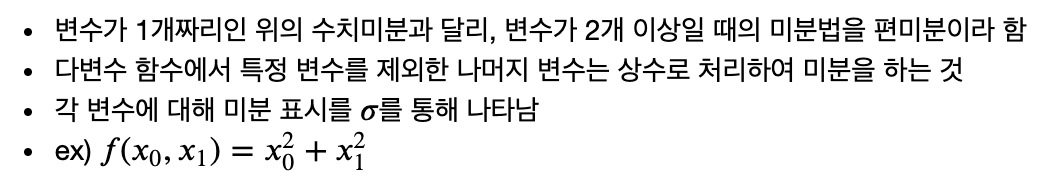 • 변수가 1개짜리인 위의 수치미분과 달리, 변수가 2개 이상일 때의 미분법을 편미분이라 함
• 다변수 함수에서 특정 변수를 제외한 나머지 변수는 상수로 처리하여 미분을 하는 것
• 각 변수에 대해 미분 표시를 σ를 통해 나타남
• ex) f(x₀, x₁) = x₀² + x₁²